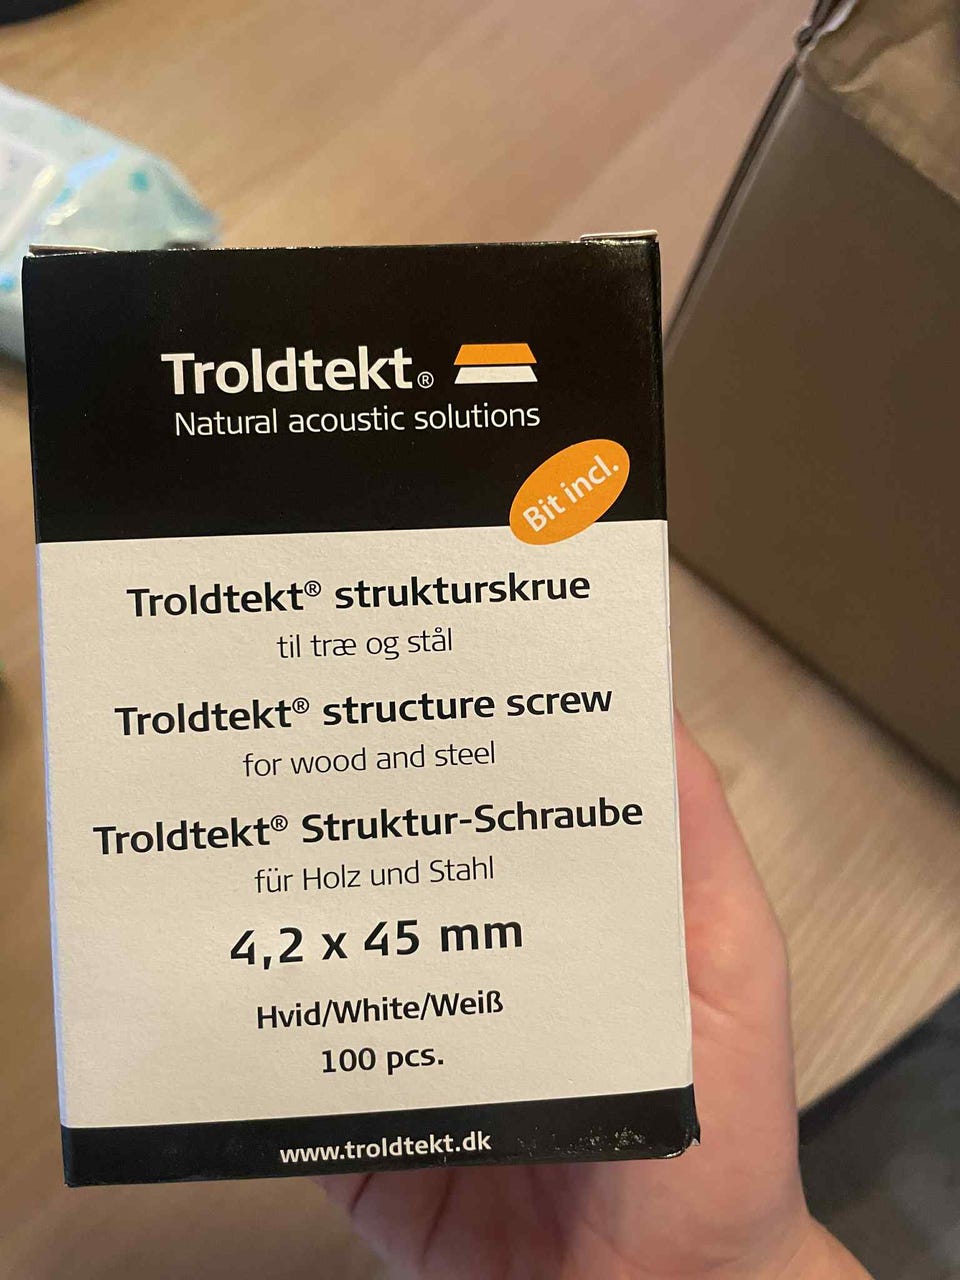 Troldtekt®
Natural acoustic solutions
Bit incl.
Troldtekt® strukturskrue
til træ og stål
Troldtekt® structure screw
for wood and steel
Troldtekt® Struktur-Schraube
für Holz und Stahl
4,2 x 45 mm
Hvid/White/Weiß
100 pcs.
www.troldtekt.dk